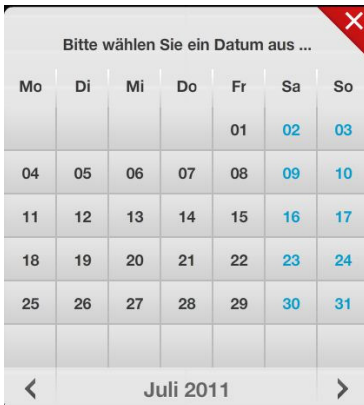 Bitte wählen Sie ein Datum aus ...
Mo Di Mi Do Fr Sa So
01 02 03
04 05 06 07 08 09 10
11 12 13 14 15 16 17
18 19 20 21 22 23 24
25 26 27 28 29 30 31
Juli 2011